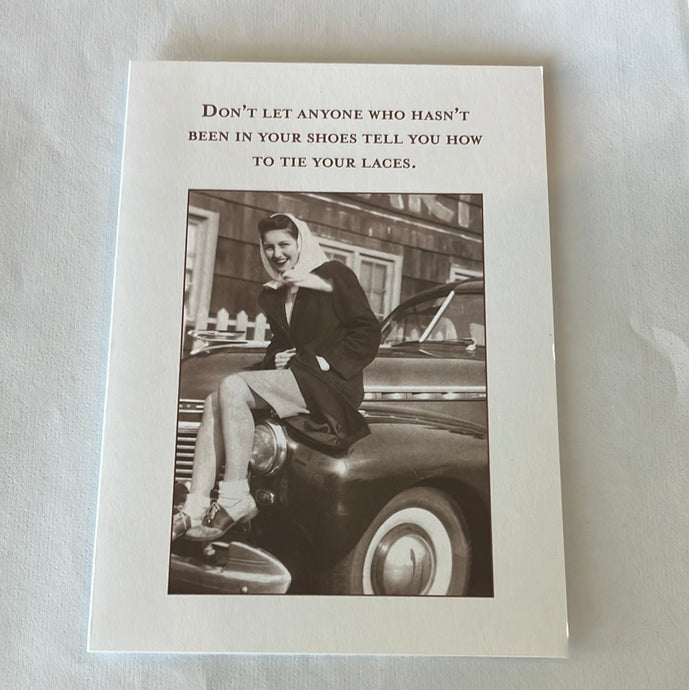 Don't let anyone who hasn't
been in your shoes tell you how
to tie your laces.